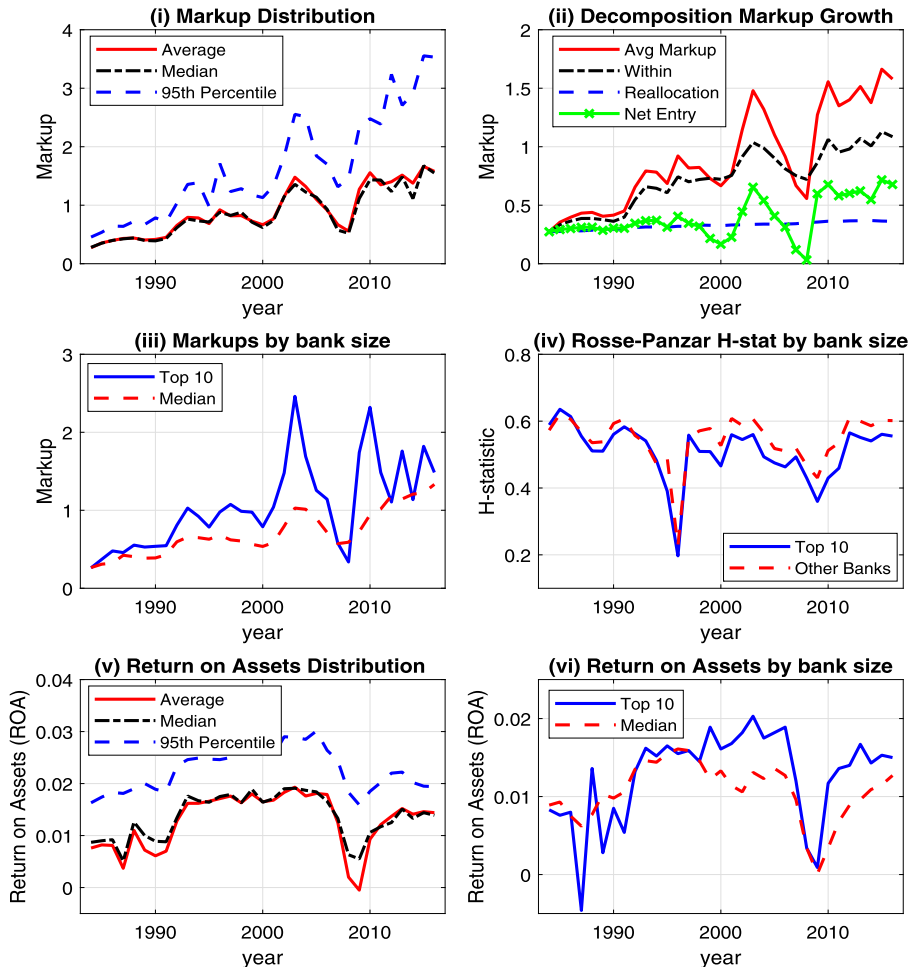 (i) Markup Distribution
4
3
2
1
0
Markup
Average
Median
95th Percentile
1990
2000
2010
year
(ii) Decomposition Markup Growth
2
1.5
1
0.5
0
Markup
Avg Markup
Within
Reallocation
Net Entry
1990
2000
2010
year
(iii) Markups by bank size
3
2
1
0
Markup
Top 10
Median
1990
2000
2010
year
(iv) Rosse-Panzar H-stat by bank size
0.8
0.6
0.4
0.2
H-statistic
Top 10
Other Banks
1990
2000
2010
year
(v) Return on Assets Distribution
0.04
0.03
0.02
0.01
0
Return on Assets (ROA)
Average
Median
95th Percentile
1990
2000
2010
year
(vi) Return on Assets by bank size
0.02
0.01
0
Return on Assets (ROA)
Top 10
Median
1990
2000
2010
year